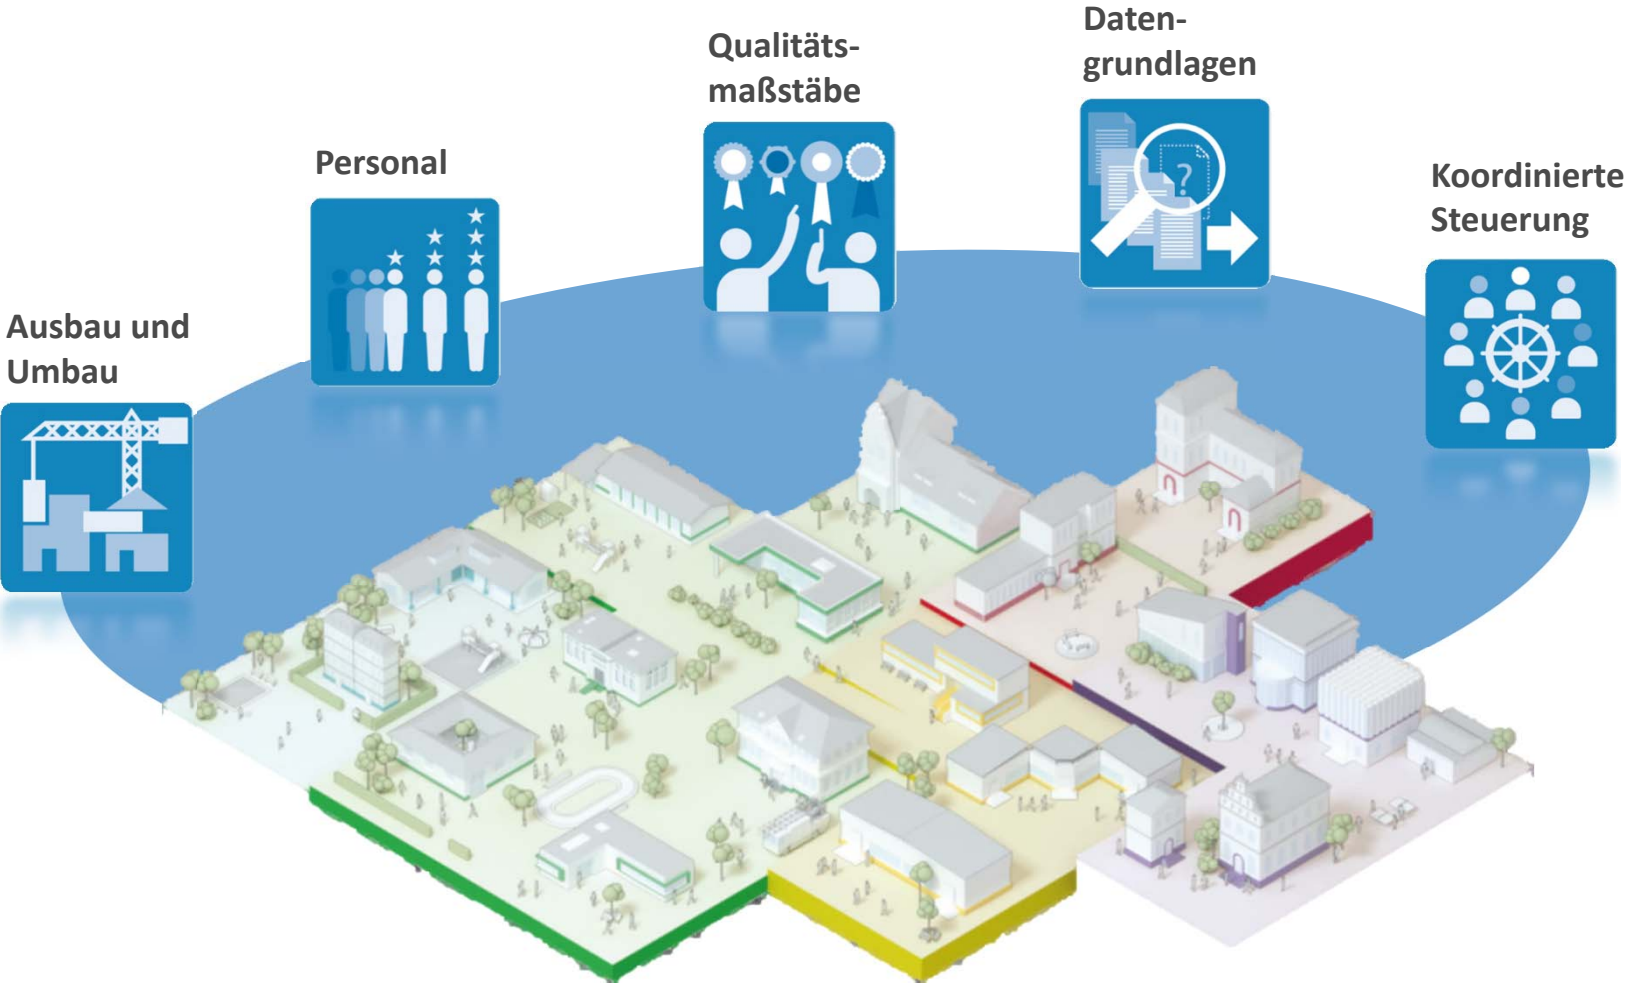 Ausbau und
Umbau
Personal
Qualitäts-
maßstäbe
Daten-
grundlagen
?
Koordinierte
Steuerung